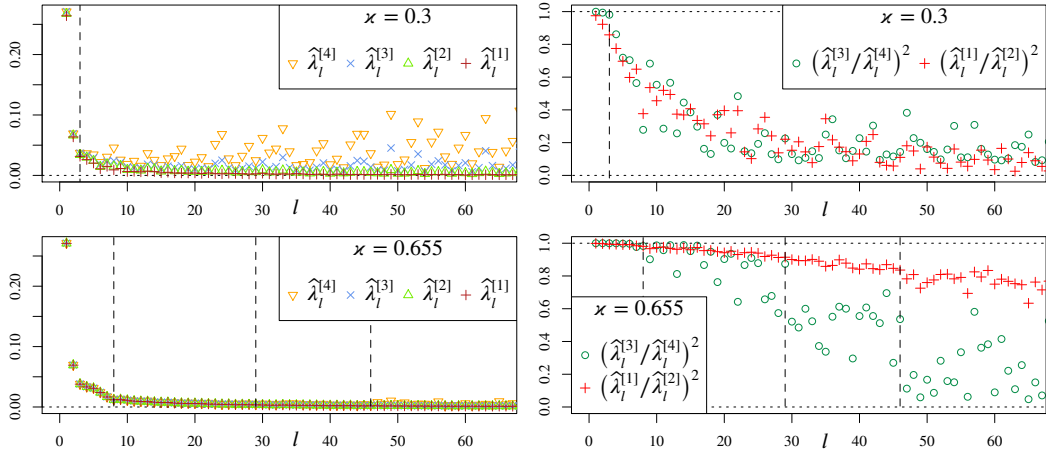 ϰ = 0.3
λ̂_l^[4] λ̂_l^[3] λ̂_l^[2] λ̂_l^[1]
0.00 0.10 0.20
0 10 20 30 40 50 60
l
ϰ = 0.3
(λ̂_l^[3]/λ̂_l^[4])² (λ̂_l^[1]/λ̂_l^[2])²
0.0 0.2 0.4 0.6 0.8 1.0
0 10 20 30 40 50 60
l
ϰ = 0.655
λ̂_l^[4] λ̂_l^[3] λ̂_l^[2] λ̂_l^[1]
0.00 0.10 0.20
0 10 20 30 40 50 60
l
ϰ = 0.655
(λ̂_l^[3]/λ̂_l^[4])²
(λ̂_l^[1]/λ̂_l^[2])²
0.0 0.2 0.4 0.6 0.8 1.0
0 10 20 30 40 50 60
l